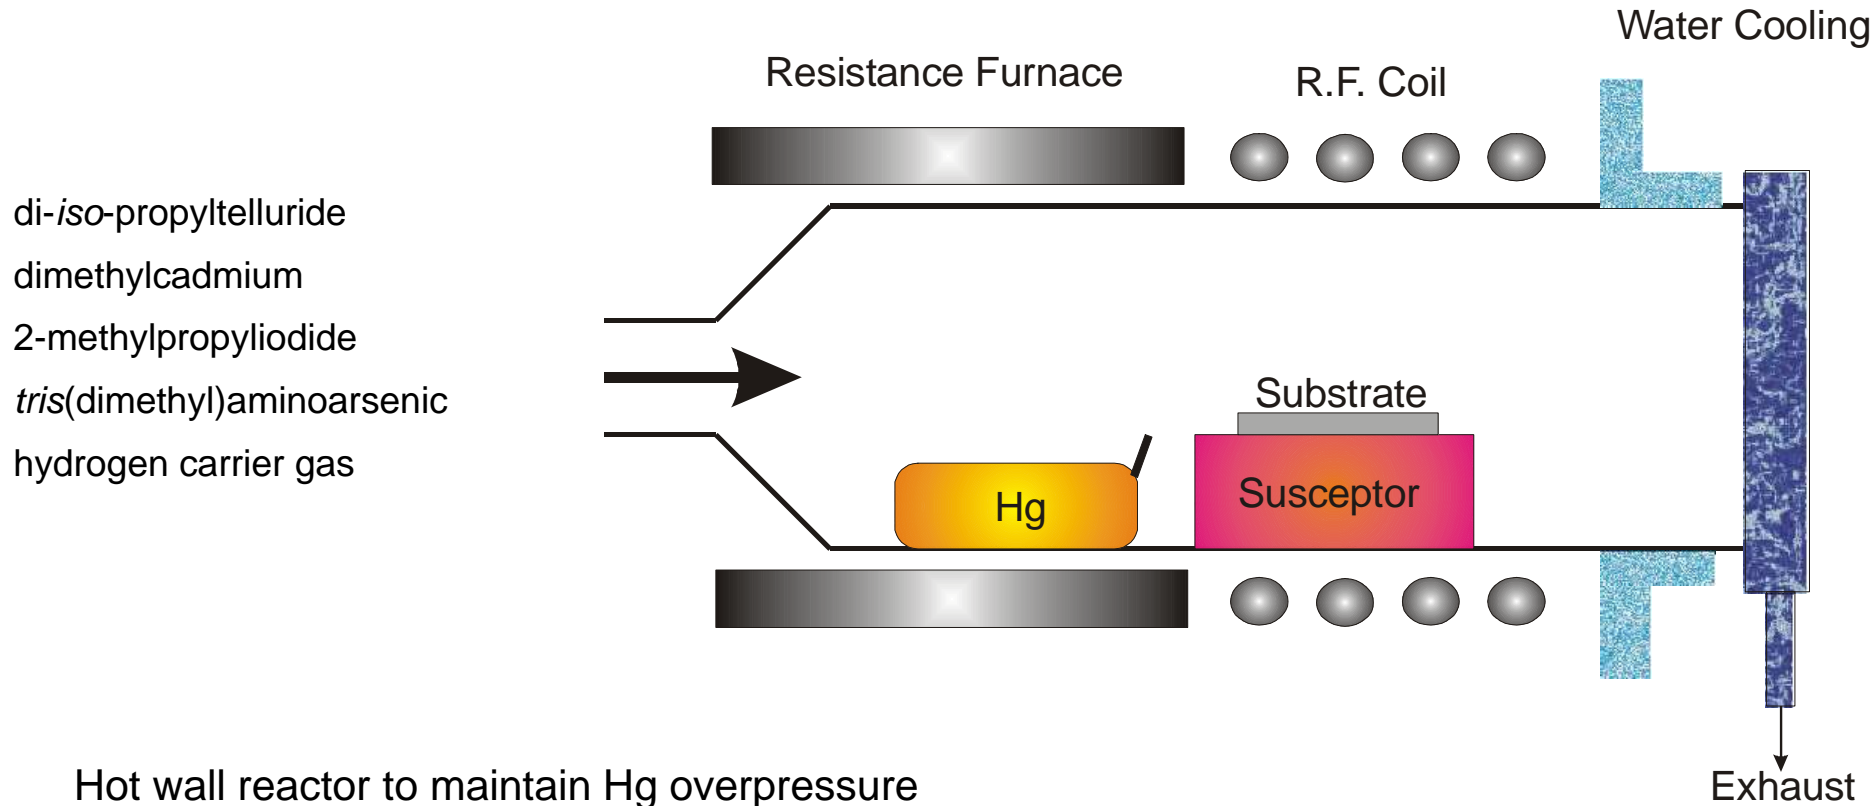 Water Cooling
Resistance Furnace
R.F. Coil
di-iso-propyltelluride
dimethylcadmium
2-methylpropyliodide
tris(dimethyl)aminoarsenic
hydrogen carrier gas
Substrate
Hg
Susceptor
Hot wall reactor to maintain Hg overpressure
Exhaust